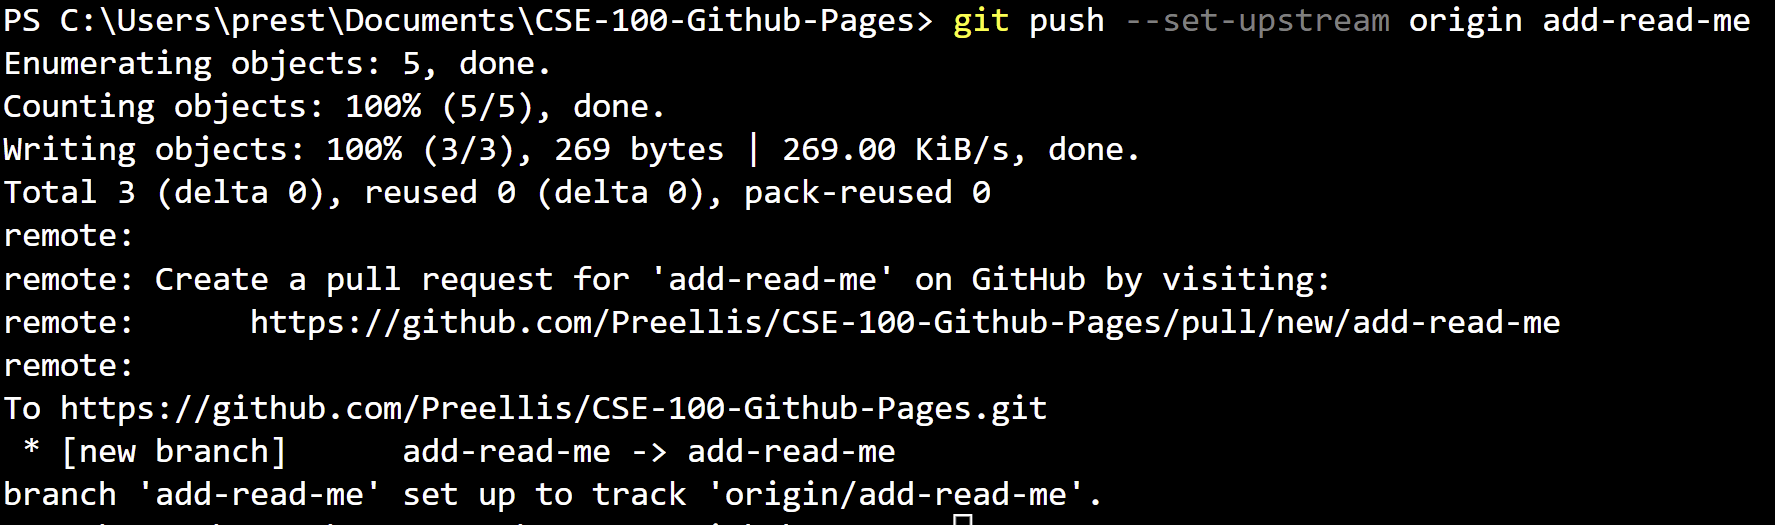 PS C:\Users\prest\Documents\CSE-100-Github-Pages> git push --set-upstream origin add-read-me
Enumerating objects: 5, done.
Counting objects: 100% (5/5), done.
Writing objects: 100% (3/3), 269 bytes | 269.00 KiB/s, done.
Total 3 (delta 0), reused 0 (delta 0), pack-reused 0
remote:
remote: Create a pull request for 'add-read-me' on GitHub by visiting:
remote:      https://github.com/Preellis/CSE-100-Github-Pages/pull/new/add-read-me
remote:
To https://github.com/Preellis/CSE-100-Github-Pages.git
 * [new branch]      add-read-me -> add-read-me
branch 'add-read-me' set up to track 'origin/add-read-me'.